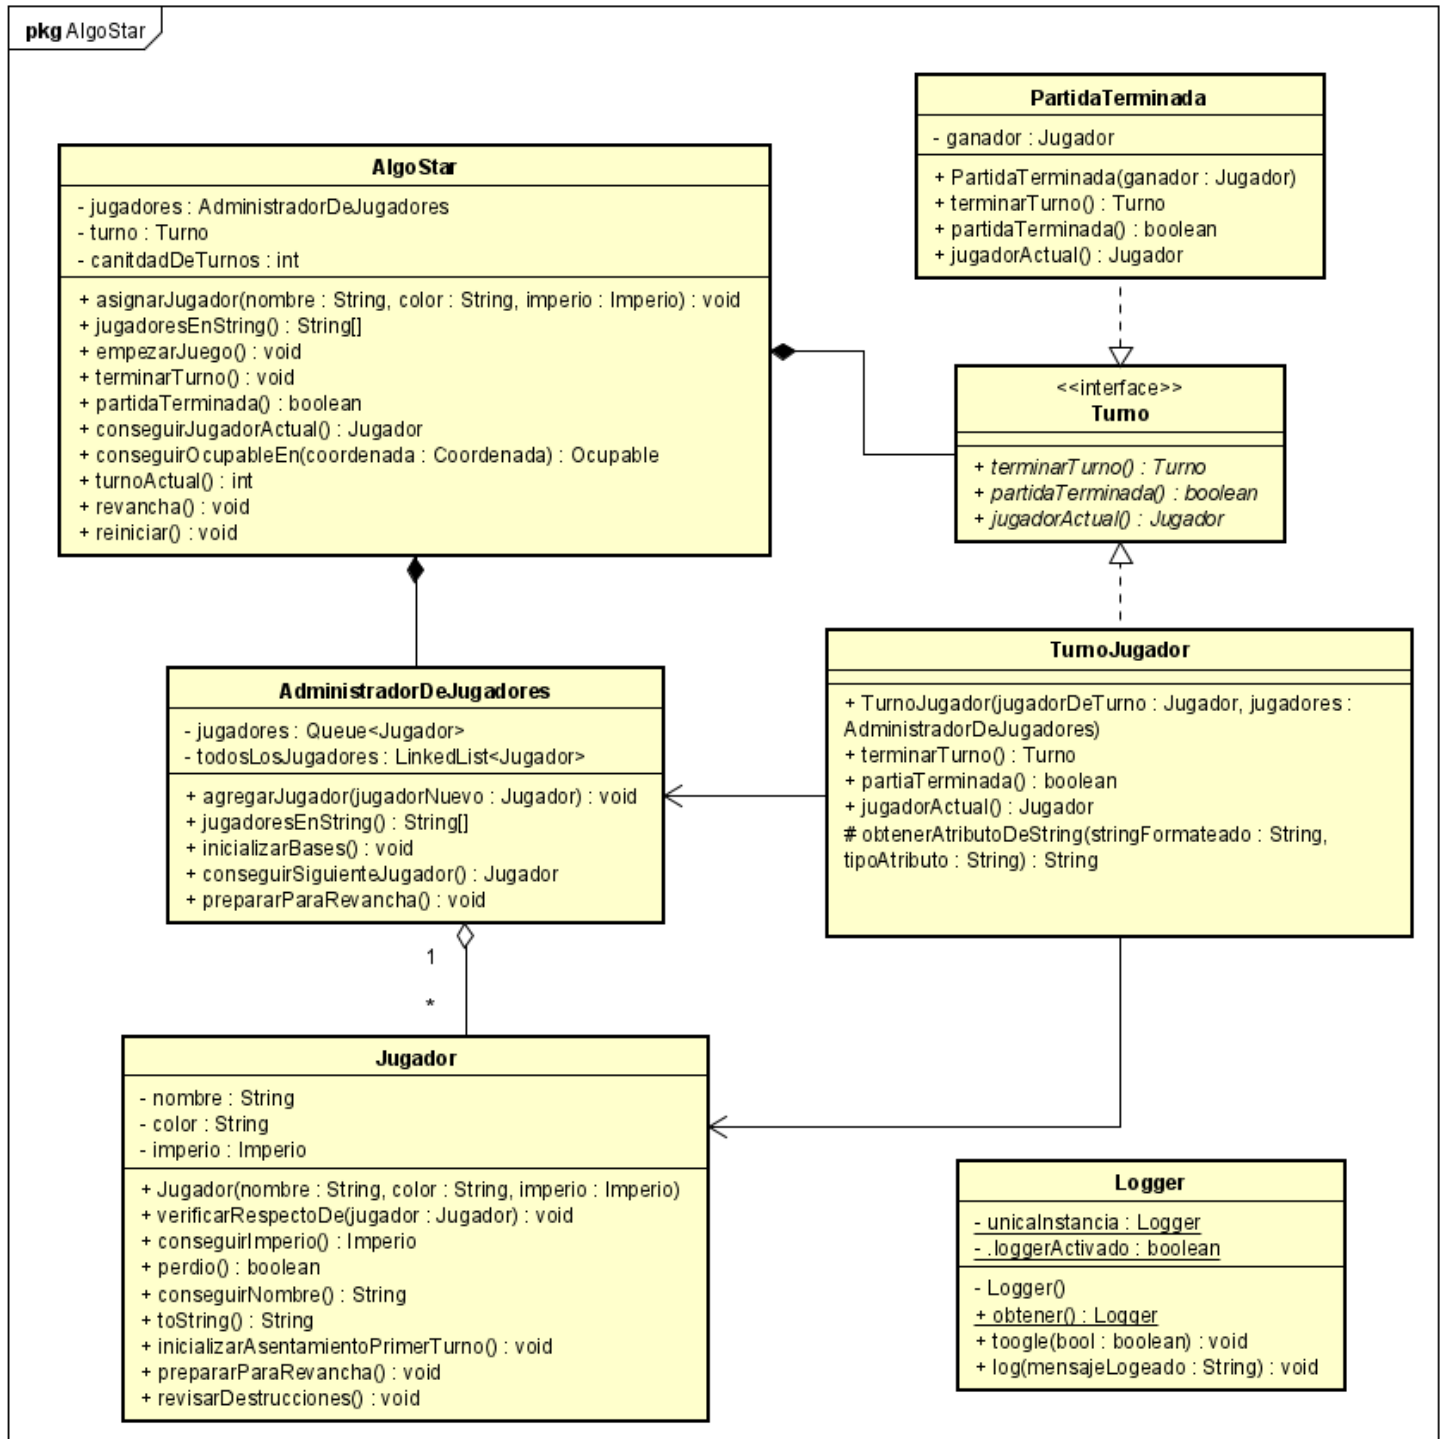 pkg AlgoStar
PartidaTerminada
- ganador : Jugador
+ PartidaTerminada(ganador : Jugador)
+ terminarTurno() : Turno
+ partidaTerminada() : boolean
+ jugadorActual() : Jugador
AlgoStar
- jugadores : AdministradorDeJugadores
- turno : Turno
- canitdadDeTurnos : int
+ asignarJugador(nombre : String, color : String, imperio : Imperio) : void
+ jugadoresEnString() : String[]
+ empezarJuego() : void
+ terminarTurno() : void
+ partidaTerminada() : boolean
+ conseguirJugadorActual() : Jugador
+ conseguirOcupableEn(coordenada : Coordenada) : Ocupable
+ turnoActual() : int
+ revancha() : void
+ reiniciar() : void
<<interface>>
Turno
+ terminarTurno() : Turno
+ partidaTerminada() : boolean
+ jugadorActual() : Jugador
AdministradorDeJugadores
- jugadores : Queue<Jugador>
- todosLosJugadores : LinkedList<Jugador>
+ agregarJugador(jugadorNuevo : Jugador) : void
+ jugadoresEnString() : String[]
+ inicializarBases() : void
+ conseguirSiguienteJugador() : Jugador
+ prepararParaRevancha() : void
TurnoJugador
+ TurnoJugador(jugadorDeTurno : Jugador, jugadores :
AdministradorDeJugadores)
+ terminarTurno() : Turno
+ partiaTerminada() : boolean
+ jugadorActual() : Jugador
# obtenerAtributoDeString(stringFormateado : String,
tipoAtributo : String) : String
1
*
Jugador
- nombre : String
- color : String
- imperio : Imperio
+ Jugador(nombre : String, color : String, imperio : Imperio)
+ verificarRespectoDe(jugador : Jugador) : void
+ conseguirImperio() : Imperio
+ perdio() : boolean
+ conseguirNombre() : String
+ toString() : String
+ inicializarAsentamientoPrimerTurno() : void
+ prepararParaRevancha() : void
+ revisarDestrucciones() : void
Logger
- unicaInstancia : Logger
- .loggerActivado : boolean
- Logger()
+ obtener() : Logger
+ toogle(bool : boolean) : void
+ log(mensajeLogeado : String) : void